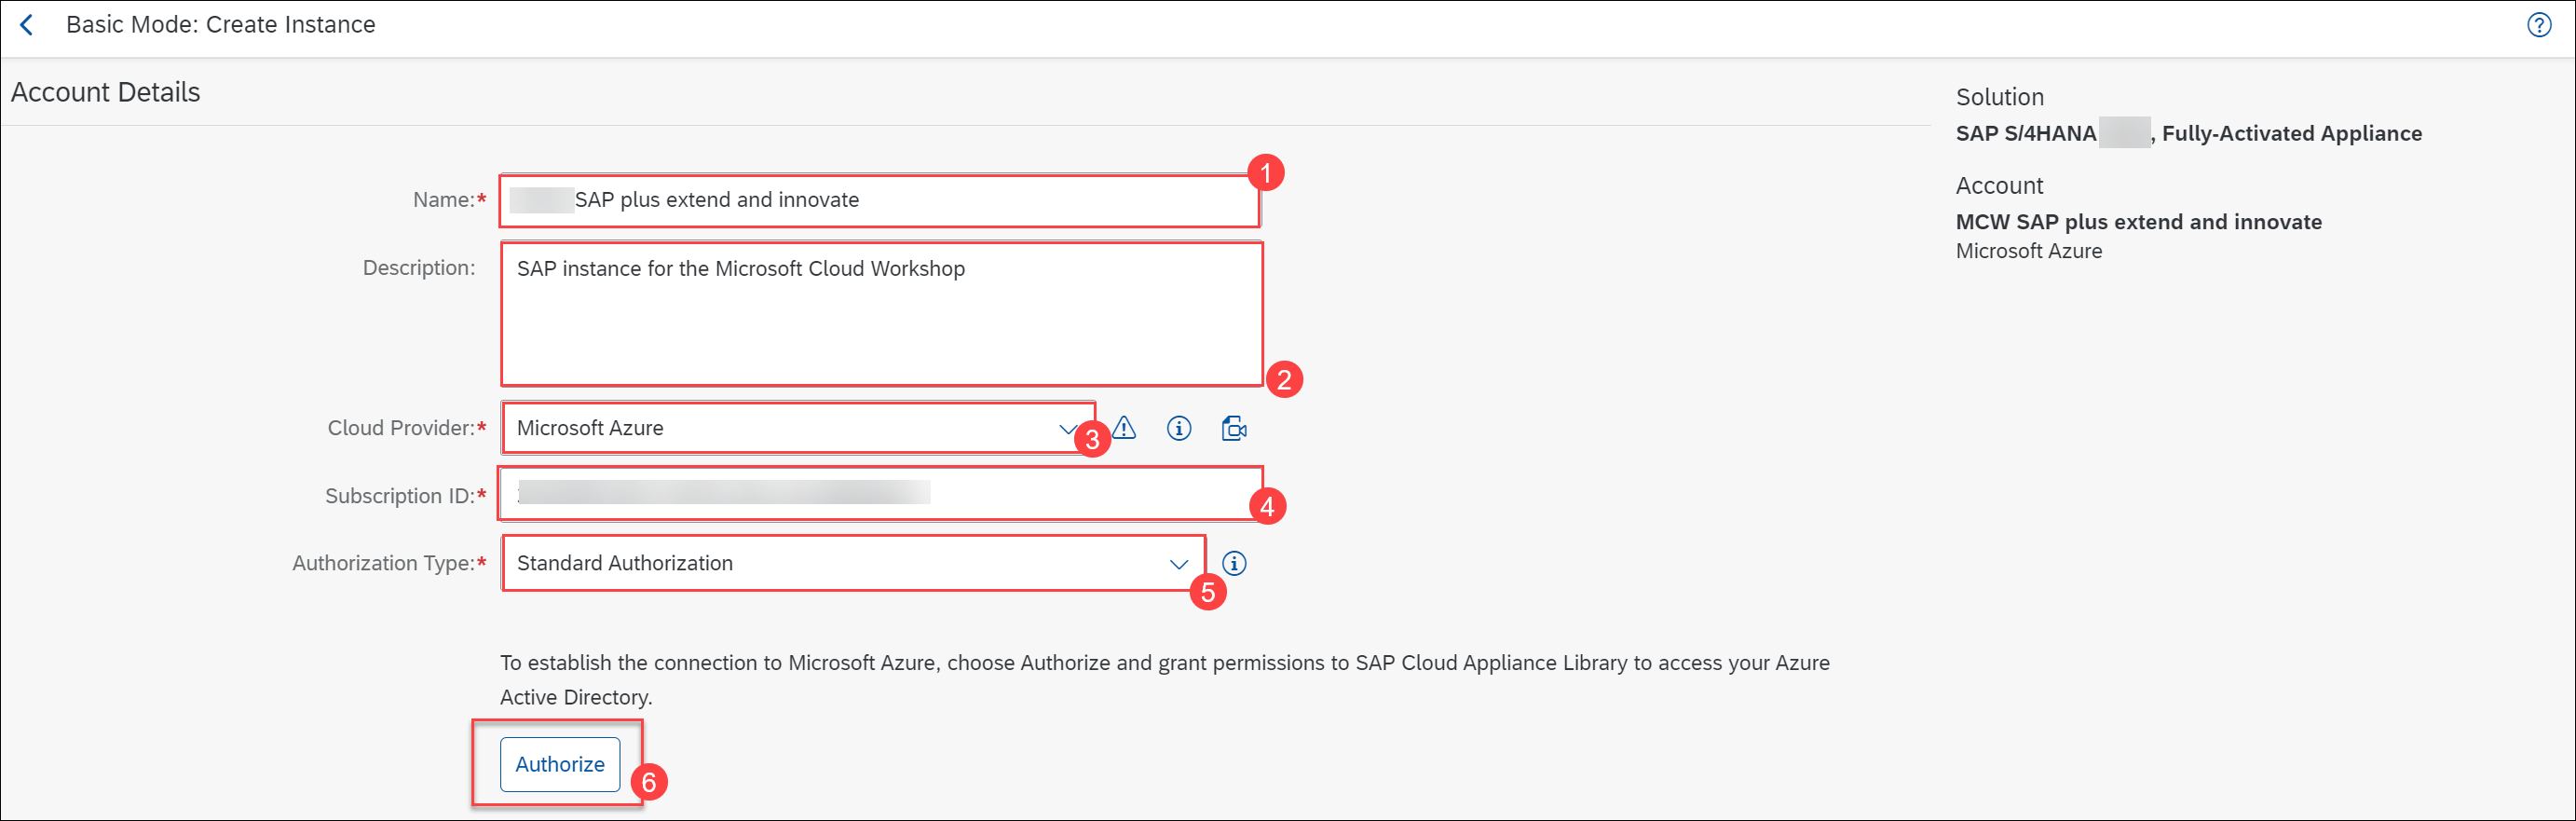 Basic Mode: Create Instance
Account Details
Name:* SAP plus extend and innovate
1
Description: SAP instance for the Microsoft Cloud Workshop
2
Cloud Provider:* Microsoft Azure
3
Subscription ID:*
4
Authorization Type:* Standard Authorization
5
To establish the connection to Microsoft Azure, choose Authorize and grant permissions to SAP Cloud Appliance Library to access your Azure
Active Directory.
Authorize
6
Solution
SAP S/4HANA , Fully-Activated Appliance
Account
MCW SAP plus extend and innovate
Microsoft Azure